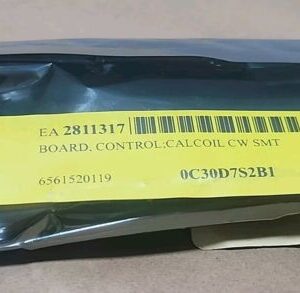 EA 2811317
BOARD, CONTROL;CALCOIL CW SMT
6561520119 0C30D7S2B1